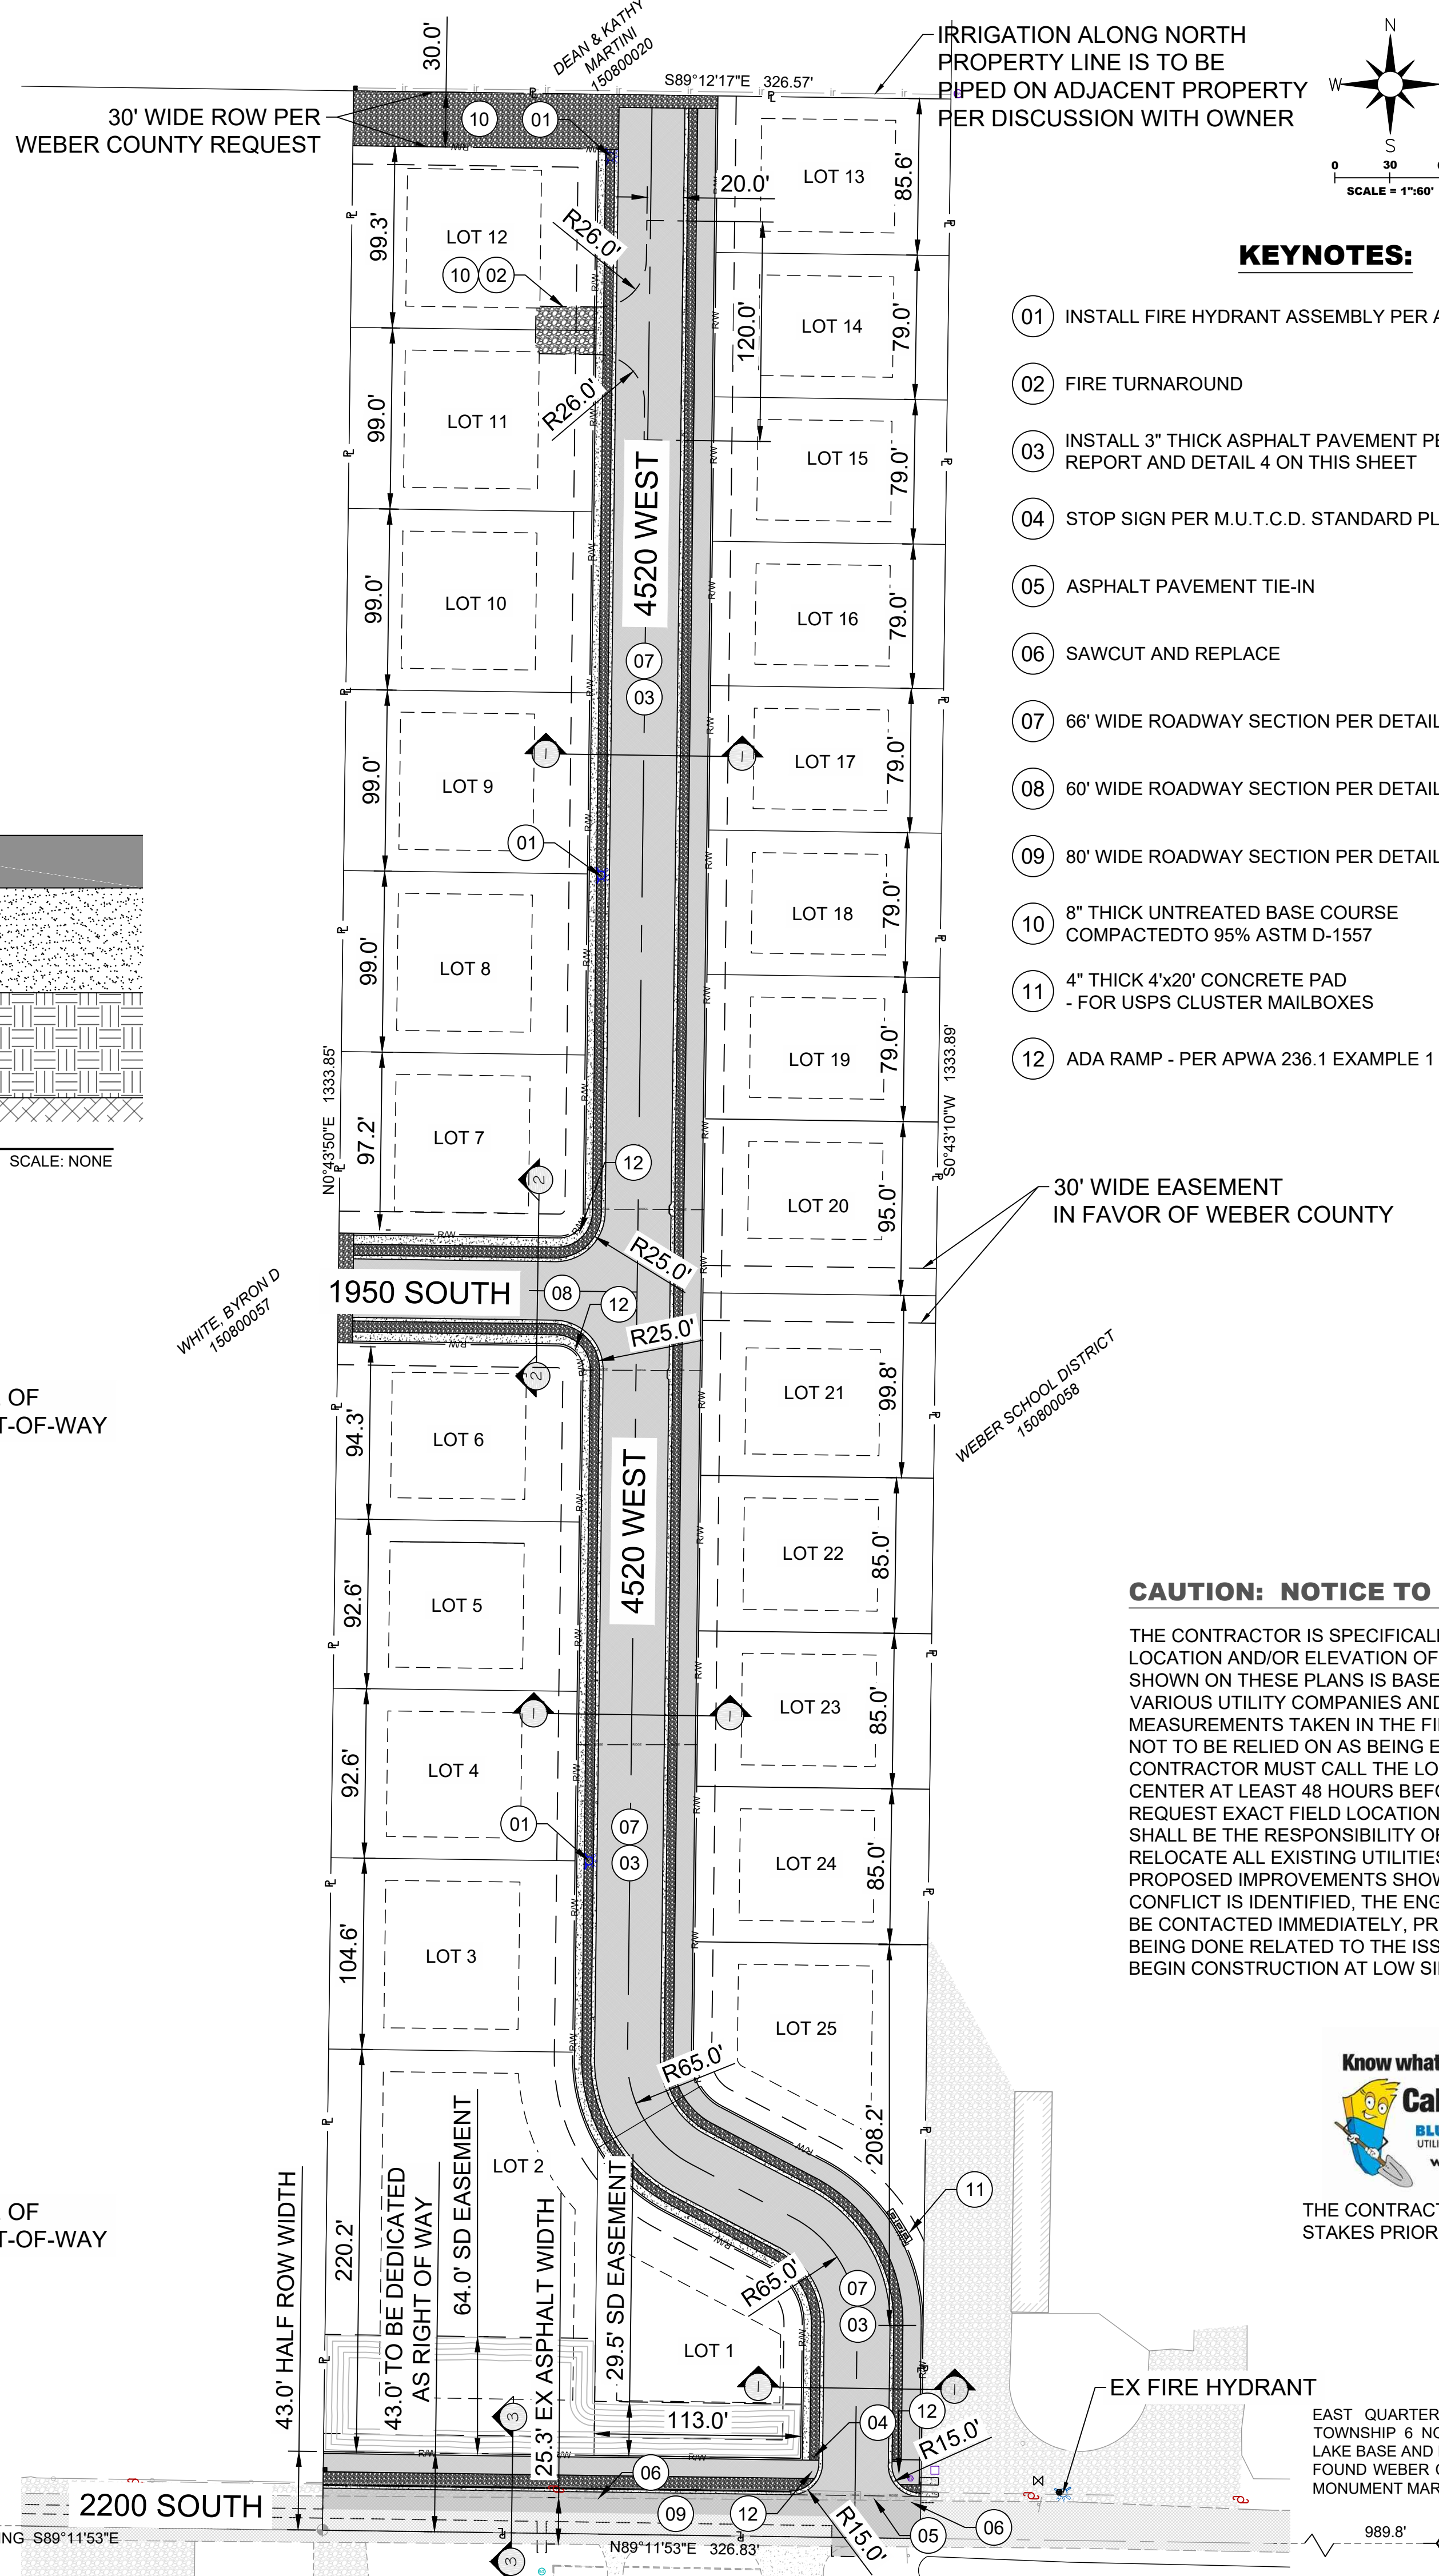 30.0'
DEAN & KATHY
MARTINI
150800020
S89°12'17"E 326.57'
IRRIGATION ALONG NORTH
PROPERTY LINE IS TO BE
PIPED ON ADJACENT PROPERTY
PER DISCUSSION WITH OWNER
N
W
S
0 30
SCALE = 1":60'
30' WIDE ROW PER
WEBER COUNTY REQUEST
10 01
LOT 12
99.3'
10 02
R26.0'
R26.0'
20.0'
120.0'
LOT 11
99.0'
LOT 10
99.0'
LOT 9
99.0'
01
LOT 8
99.0'
LOT 7
97.2'
N0°43'50"E 1333.85'
4520 WEST
07
03
1
1
LOT 13
85.6'
LOT 14
79.0'
LOT 15
79.0'
LOT 16
79.0'
LOT 17
79.0'
LOT 18
79.0'
LOT 19
79.0'
S0°43'10"W 1333.89'
LOT 20
95.0'
LOT 21
99.8'
LOT 22
85.0'
LOT 23
85.0'
LOT 24
85.0'
LOT 25
208.2'
KEYNOTES:
01 INSTALL FIRE HYDRANT ASSEMBLY PER
02 FIRE TURNAROUND
03 INSTALL 3" THICK ASPHALT PAVEMENT
REPORT AND DETAIL 4 ON THIS SHEET
04 STOP SIGN PER M.U.T.C.D. STANDARD
05 ASPHALT PAVEMENT TIE-IN
06 SAWCUT AND REPLACE
07 66' WIDE ROADWAY SECTION PER DETAIL
08 60' WIDE ROADWAY SECTION PER DETAIL
09 80' WIDE ROADWAY SECTION PER DETAIL
10 8" THICK UNTREATED BASE COURSE
COMPACTEDTO 95% ASTM D-1557
11 4" THICK 4'x20' CONCRETE PAD
- FOR USPS CLUSTER MAILBOXES
12 ADA RAMP - PER APWA 236.1 EXAMPLE 1
SCALE: NONE
30' WIDE EASEMENT
IN FAVOR OF WEBER COUNTY
12
2
R25.0'
1950 SOUTH
08
12
R25.0'
2
WHITE, BYRON D
150800057
WEBER SCHOOL DISTRICT
150800058
OF
T-OF-WAY
LOT 6
94.3'
LOT 5
92.6'
LOT 4
92.6'
LOT 3
104.6'
LOT 2
220.2'
4520 WEST
1
1
01
07
03
R65.0'
R65.0'
07
03
11
CAUTION: NOTICE TO
THE CONTRACTOR IS
LOCATION AND/OR ELEVATION OF
SHOWN ON THESE PLANS IS
VARIOUS UTILITY COMPANIES
MEASUREMENTS TAKEN IN THE
NOT TO BE RELIED ON AS BEING
CONTRACTOR MUST CALL THE
CENTER AT LEAST 48 HOURS
REQUEST EXACT FIELD
SHALL BE THE RESPONSIBILITY
RELOCATE ALL EXISTING UTILITIES
PROPOSED IMPROVEMENTS
CONFLICT IS IDENTIFIED, THE
BE CONTACTED IMMEDIATELY,
BEING DONE RELATED TO THE
BEGIN CONSTRUCTION AT LOW
Know what
THE
STAKES PRIOR
OF
T-OF-WAY
43.0' HALF ROW WIDTH
43.0' TO BE DEDICATED
AS RIGHT OF WAY
64.0' SD EASEMENT
25.3' EX ASPHALT WIDTH
29.5' SD EASEMENT
LOT 1
1
1
113.0'
04
12
R15.0'
3
06
09
12
R15.0'
05
06
3
2200 SOUTH
S89°11'53"E
N89°11'53"E 326.83'
EX FIRE HYDRANT
EAST QUARTER
TOWNSHIP 6
LAKE BASE AND
FOUND WEBER
MONUMENT
989.8'